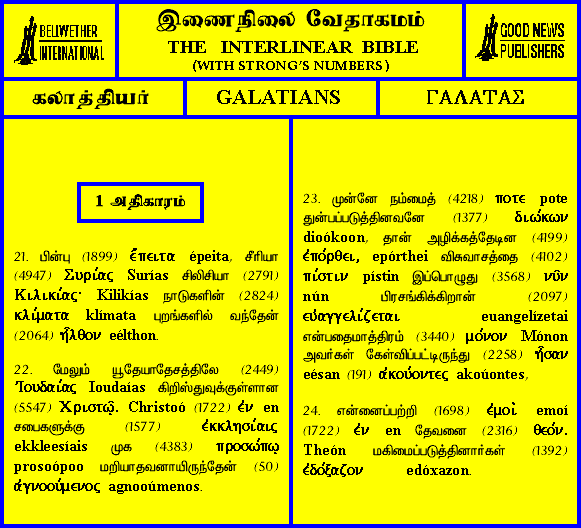 BELLWETHER
INTERNATIONAL
இணைநிலை வேதாகமம்
THE INTERLINEAR BIBLE
(WITH STRONG'S NUMBERS)
GOOD NEWS
PUBLISHERS
கலாத்தியர்
GALATIANS
ΓΑΛΑΤΑΣ
1 அதிகாரம்
21. பின்பு (1899) ἔπειτα épeita, சீரியா
(4947) Συρίας Surías சிலிசியா (2791)
Κιλικίας· Kilikías நாடுகளின் (2824)
κλίματα klímata புறங்களில் வந்தேன்
(2064) ἦλθον eélthon.
22. மேலும் யூதேயாதேசத்திலே (2449)
Ἰουδαίας Ioudaías கிறிஸ்துவுக்குள்ளான
(5547) Χριστῷ. Christoó (1722) ἐν en
சபைகளுக்கு (1577) ἐκκλησίαις
ekkleesíais முக (4383) προσώπῳ
prosoópoo மறியாதவனாயிருந்தேன் (50)
ἀγνοούμενος agnooúmenos.
23. முன்னே நம்மைத் (4218) ποτε pote
துன்பப்படுத்தினவனே (1377) διώκων
dioókoon, தான் அழிக்கத்தேடின (4199)
ἐπόρθει, epórthei விசுவாசத்தை (4102)
πίστιν pístin இப்பொழுது (3568) νῦν
nún பிரசங்கிக்கிறான் (2097)
εὐαγγελίζεται euangelízetai
என்பதைமாத்திரம் (3440) μόνον Mónon
அவர்கள் கேள்விப்பட்டிருந்து (2258) ἦσαν
eésan (191) ἀκούοντες akoúontes,
24. என்னைப்பற்றி (1698) ἐμοὶ emoí
(1722) ἐν en தேவனை (2316) θεόν.
Theón மகிமைப்படுத்தினார்கள் (1392)
ἐδόξαζον edóxazon.